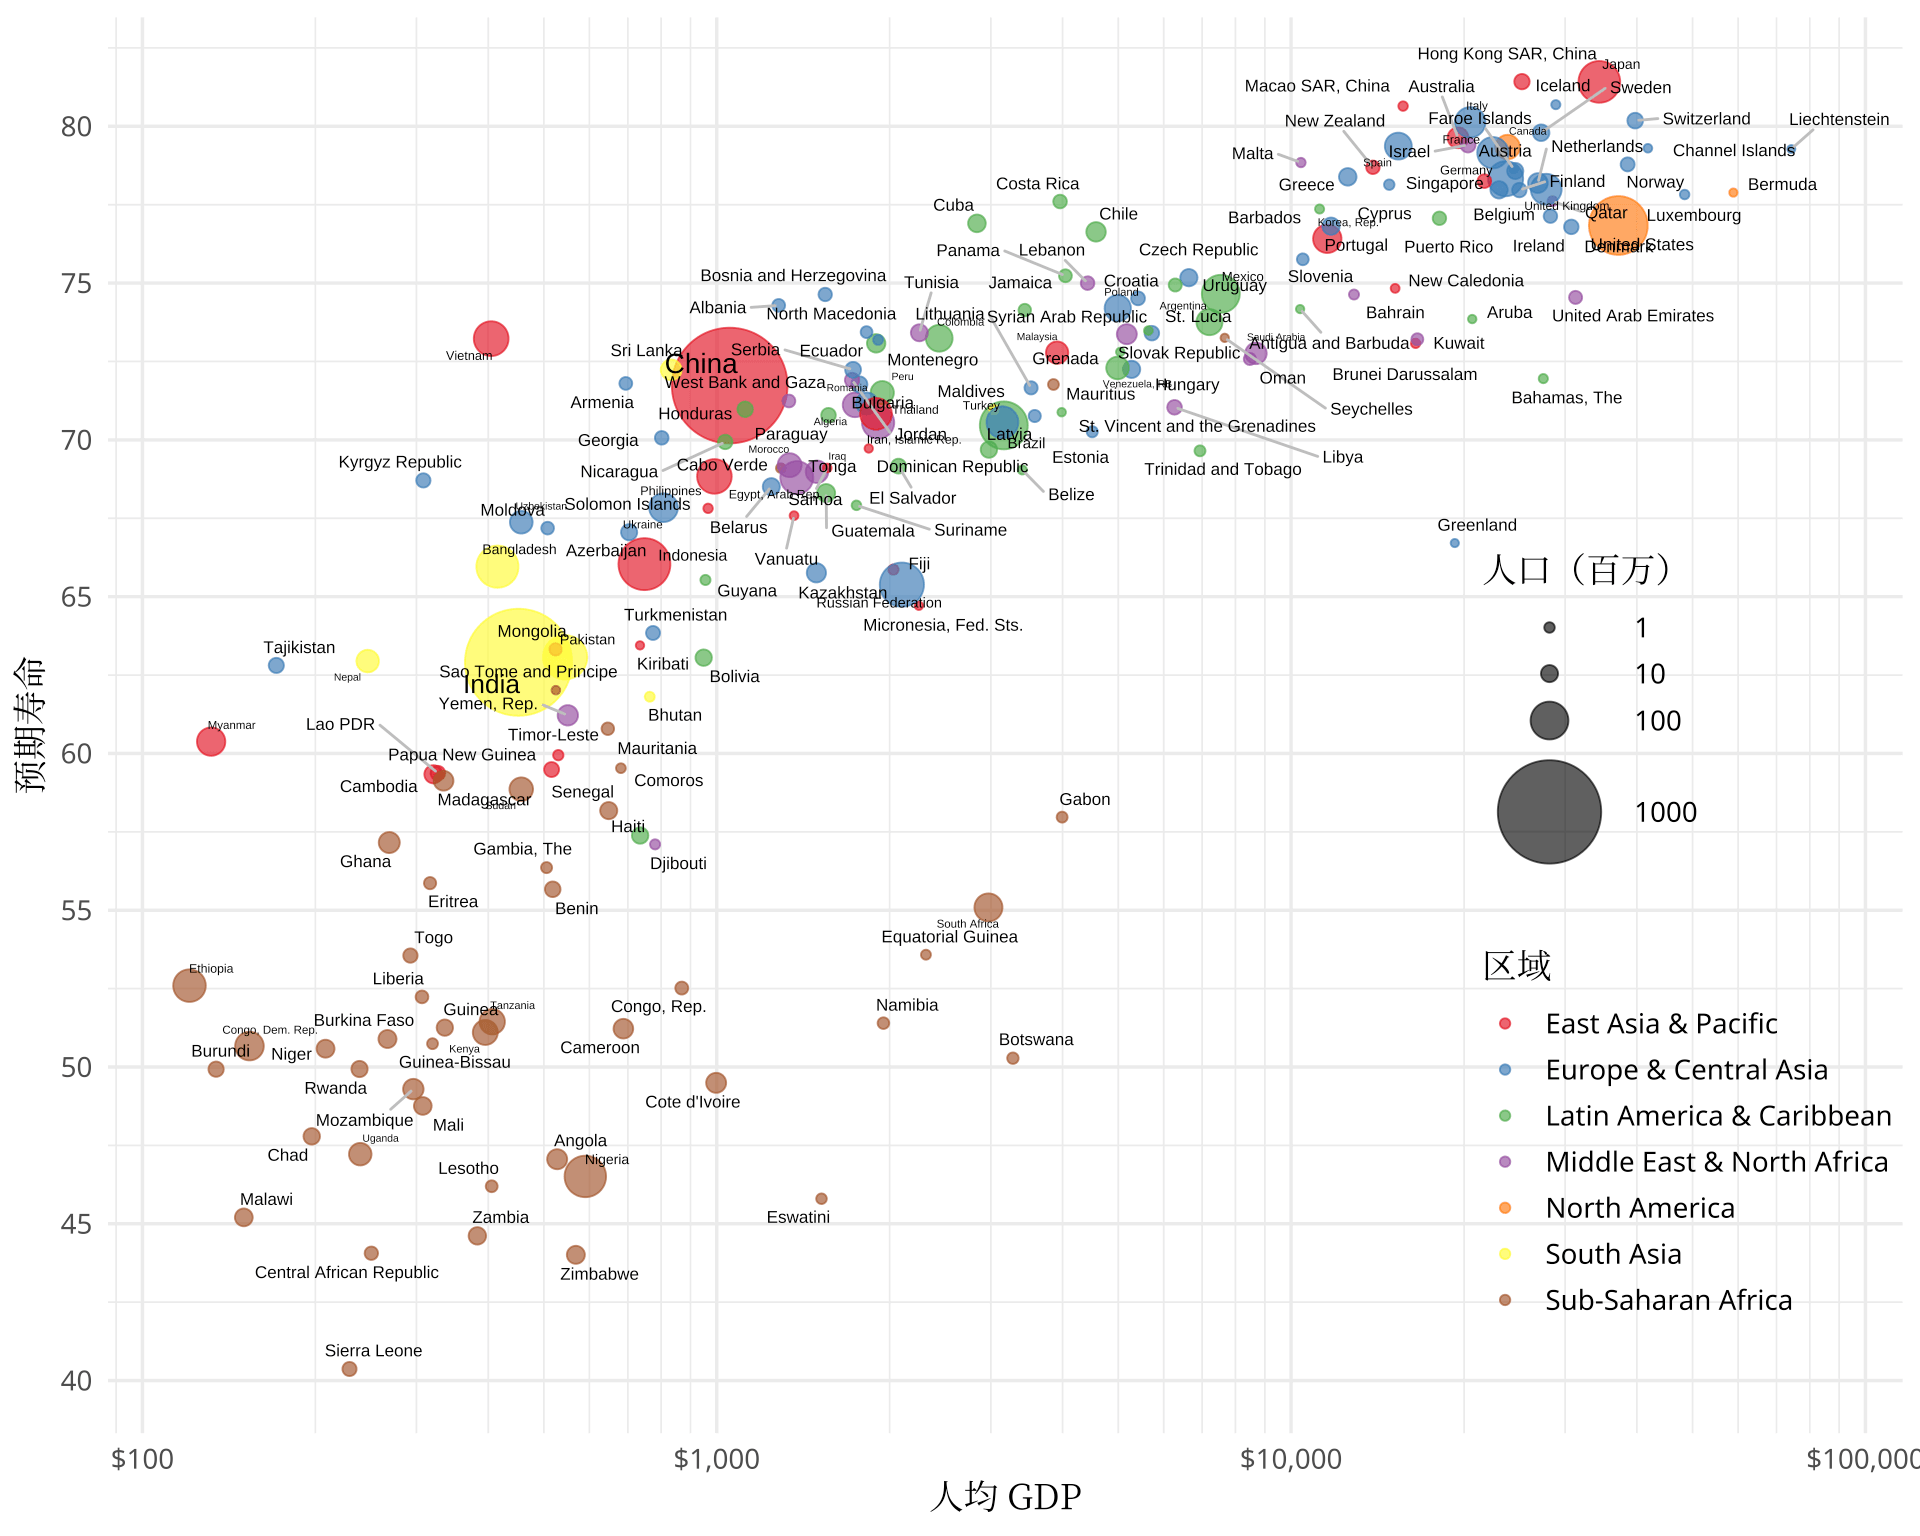 Hong Kong SAR, China
Japan
Macao SAR, China
Australia
Iceland
Sweden
Italy
New Zealand
Faroe Islands
Switzerland
Liechtenstein
80
Canada
France
Malta
Israel
Austria
Netherlands
Channel Islands
Spain
Germany
Costa Rica
Greece
Singapore
Finland
Norway
Bermuda
Cuba
Chile
Barbados
Cyprus
United Kingdom
Belgium
Qatar
Luxembourg
Korea, Rep.
Panama
Lebanon
Czech Republic
Portugal
Puerto Rico
Ireland
Denmark
United States
75
Bosnia and Herzegovina
Tunisia
Jamaica
Croatia
Mexico
Uruguay
Slovenia
New Caledonia
Poland
Albania
North Macedonia
Lithuania
Colombia
Syrian Arab Republic
Argentina
St. Lucia
Bahrain
Aruba
United Arab Emirates
Vietnam
Sri Lanka
China
Serbia
Ecuador
Montenegro
Malaysia
Grenada
Slovak Republic
Saudi Arabia
Antigua and Barbuda
Kuwait
West Bank and Gaza
Romania
Peru
Maldives
Mauritius
Venezuela, RB
Hungary
Oman
Brunei Darussalam
Armenia
Honduras
Bulgaria
Thailand
Turkey
Seychelles
Bahamas, The
70
Georgia
Algeria
Paraguay
Jordan
Iran, Islamic Rep.
Latvia
Brazil
St. Vincent and the Grenadines
Kyrgyz Republic
Nicaragua
Cabo Verde
Morocco
Iraq
Tonga
Dominican Republic
Estonia
Trinidad and Tobago
Libya
Philippines
Egypt, Arab Rep.
Samoa
El Salvador
Belize
Moldova
Uzbekistan
Solomon Islands
Ukraine
Belarus
Guatemala
Suriname
Greenland
Bangladesh
Azerbaijan
Indonesia
Vanuatu
Fiji
65
Guyana
Kazakhstan
Russian Federation
Micronesia, Fed. Sts.
Turkmenistan
Mongolia
Pakistan
Tajikistan
Nepal
Sao Tome and Principe
India
Kiribati
Bolivia
Yemen, Rep.
Bhutan
Myanmar
Lao PDR
Timor-Leste
Mauritania
60
Papua New Guinea
Cambodia
Madagascar
Sudan
Senegal
Comoros
Gabon
Haiti
Ghana
Gambia, The
Djibouti
Eritrea
Benin
55
South Africa
Equatorial Guinea
Togo
Ethiopia
Liberia
Guinea
Tanzania
Congo, Rep.
Namibia
Congo, Dem. Rep.
Burkina Faso
Burundi
Niger
Kenya
Guinea-Bissau
Cameroon
Botswana
50
Rwanda
Mozambique
Mali
Cote d'Ivoire
Uganda
Chad
Angola
Nigeria
Lesotho
Malawi
Zambia
Eswatini
45
Central African Republic
Zimbabwe
Sierra Leone
40
$100
$1,000
$10,000
$100,000
人均 GDP
预期寿命
人口（百万）
1
10
100
1000
区域
East Asia & Pacific
Europe & Central Asia
Latin America & Caribbean
Middle East & North Africa
North America
South Asia
Sub-Saharan Africa